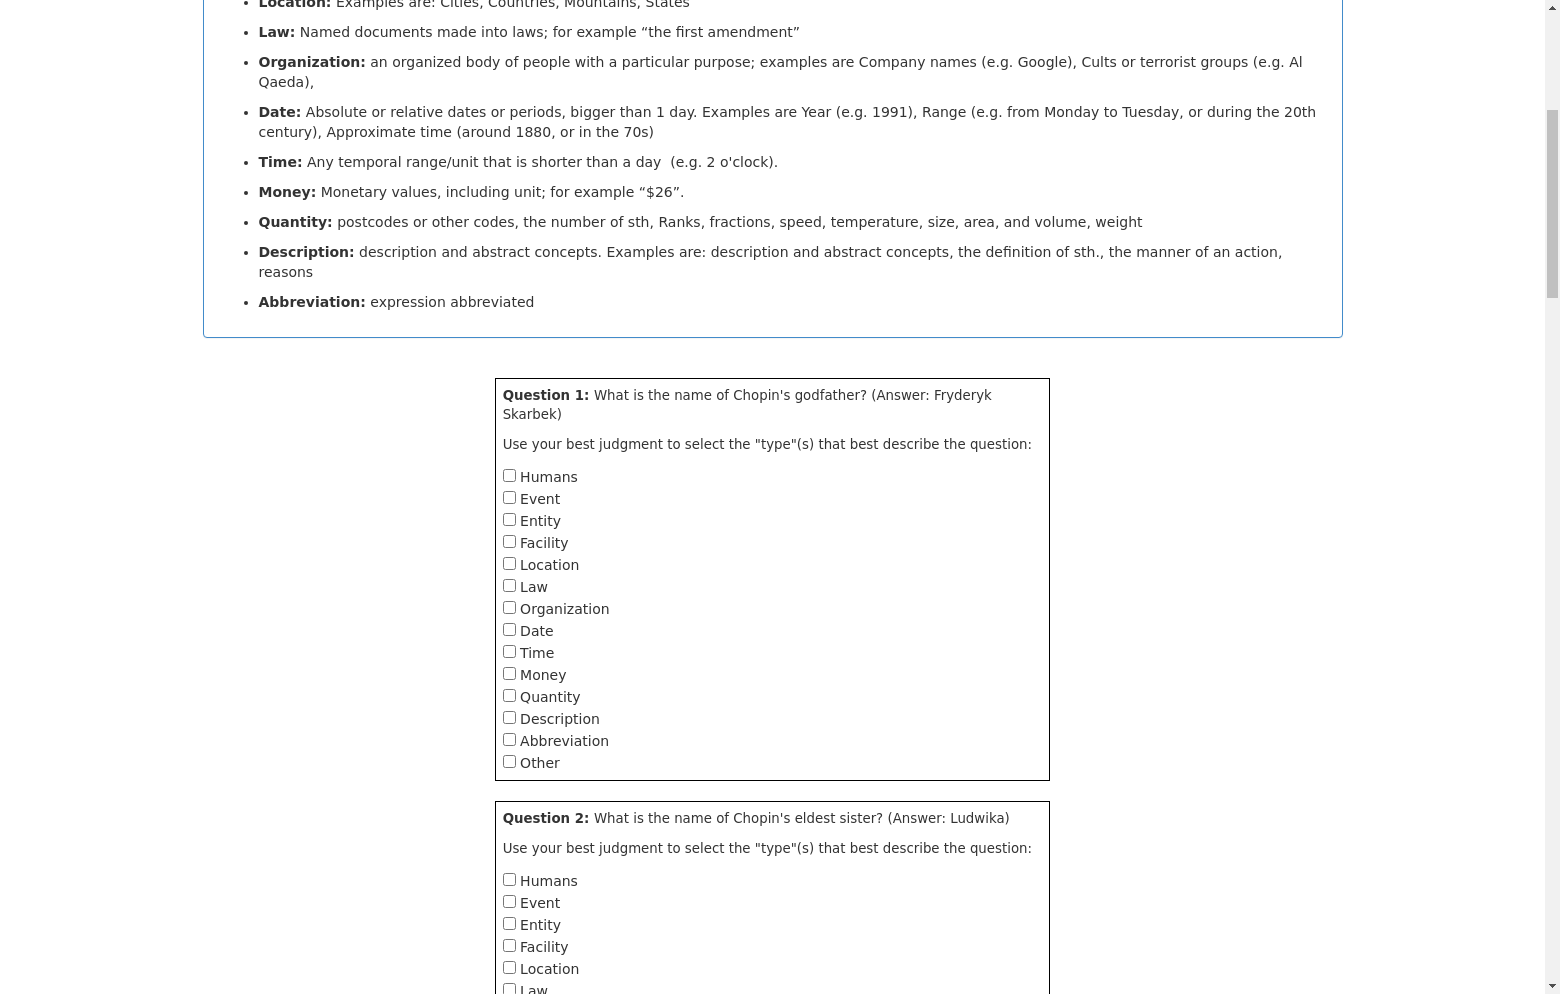 Location: Examples are: Cities, Countries, Mountains, States
Law: Named documents made into laws; for example “the first amendment”
Organization: an organized body of people with a particular purpose; examples are Company names (e.g. Google), Cults or terrorist groups (e.g. Al
Qaeda),
Date: Absolute or relative dates or periods, bigger than 1 day. Examples are Year (e.g. 1991), Range (e.g. from Monday to Tuesday, or during the 20th
century), Approximate time (around 1880, or in the 70s)
Time: Any temporal range/unit that is shorter than a day  (e.g. 2 o'clock).
Money: Monetary values, including unit; for example “$26”.
Quantity: postcodes or other codes, the number of sth, Ranks, fractions, speed, temperature, size, area, and volume, weight
Description: description and abstract concepts. Examples are: description and abstract concepts, the definition of sth., the manner of an action,
reasons
Abbreviation: expression abbreviated
Question 1: What is the name of Chopin's godfather? (Answer: Fryderyk
Skarbek)
Use your best judgment to select the "type"(s) that best describe the question:
Humans
Event
Entity
Facility
Location
Law
Organization
Date
Time
Money
Quantity
Description
Abbreviation
Other
Question 2: What is the name of Chopin's eldest sister? (Answer: Ludwika)
Use your best judgment to select the "type"(s) that best describe the question:
Humans
Event
Entity
Facility
Location
Law